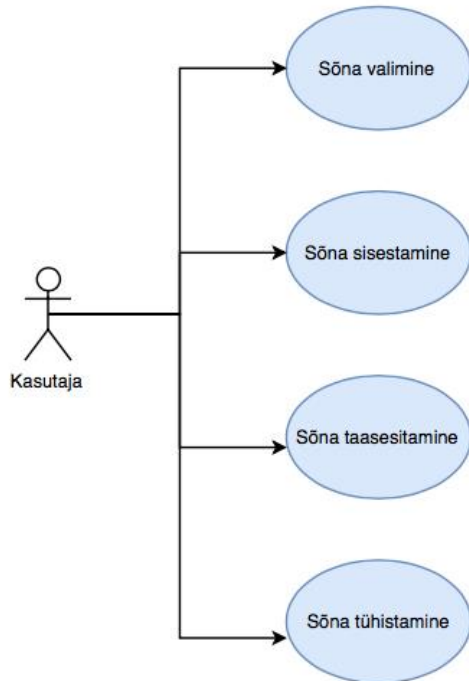 Sõna valimine
Sõna sisestamine
Kasutaja
Sõna taasesitamine
Sõna tühistamine